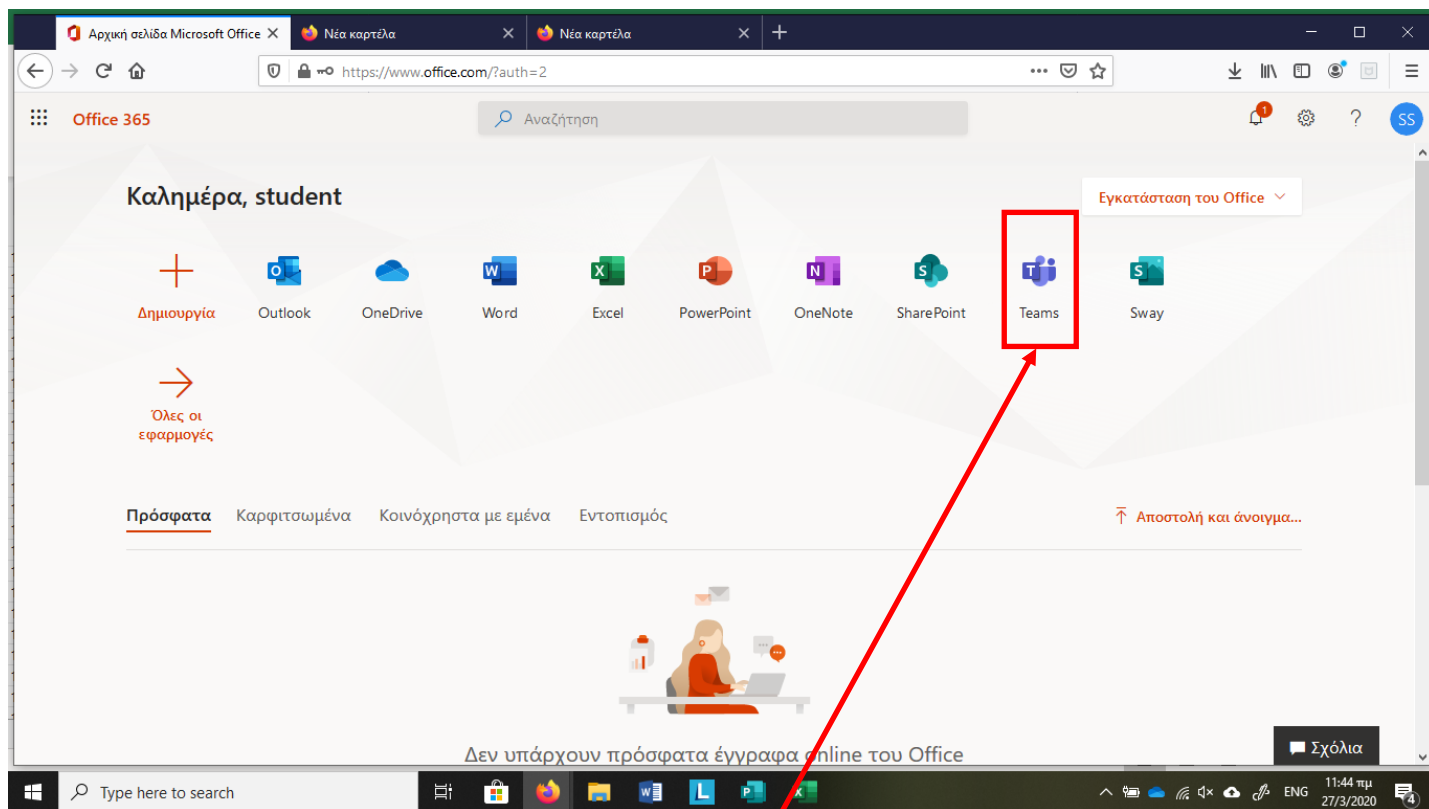 Αρχική σελίδα Microsoft Office
Νέα καρτέλα
Νέα καρτέλα
https://www.office.com/?auth=2
Office 365
Αναζήτηση
1
SS
Καλημέρα, student
Εγκατάσταση του Office
Δημιουργία
Outlook
OneDrive
Word
Excel
PowerPoint
OneNote
SharePoint
Teams
Sway
Όλες οι
εφαρμογές
Πρόσφατα
Καρφιτσωμένα
Κοινόχρηστα με εμένα
Εντοπισμός
Αποστολή και άνοιγμα...
Δεν υπάρχουν πρόσφατα έγγραφα online του Office
Σχόλια
Type here to search
ENG
11:44 πμ
27/3/2020
4